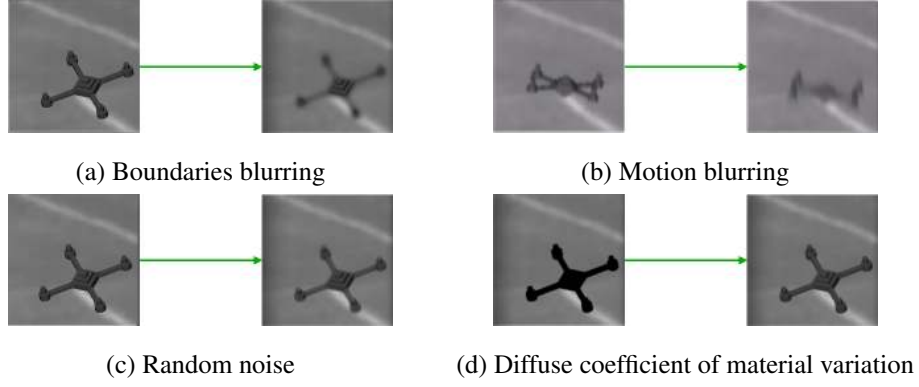 (a) Boundaries blurring
(b) Motion blurring
(c) Random noise
(d) Diffuse coefficient of material variation